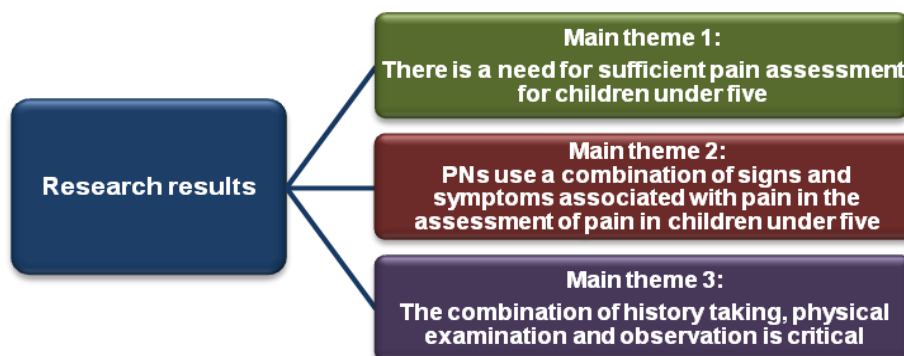 Research results
Main theme 1:
There is a need for sufficient pain assessment
for children under five
Main theme 2:
PNs use a combination of signs and
symptoms associated with pain in the
assessment of pain in children under five
Main theme 3:
The combination of history taking, physical
examination and observation is critical